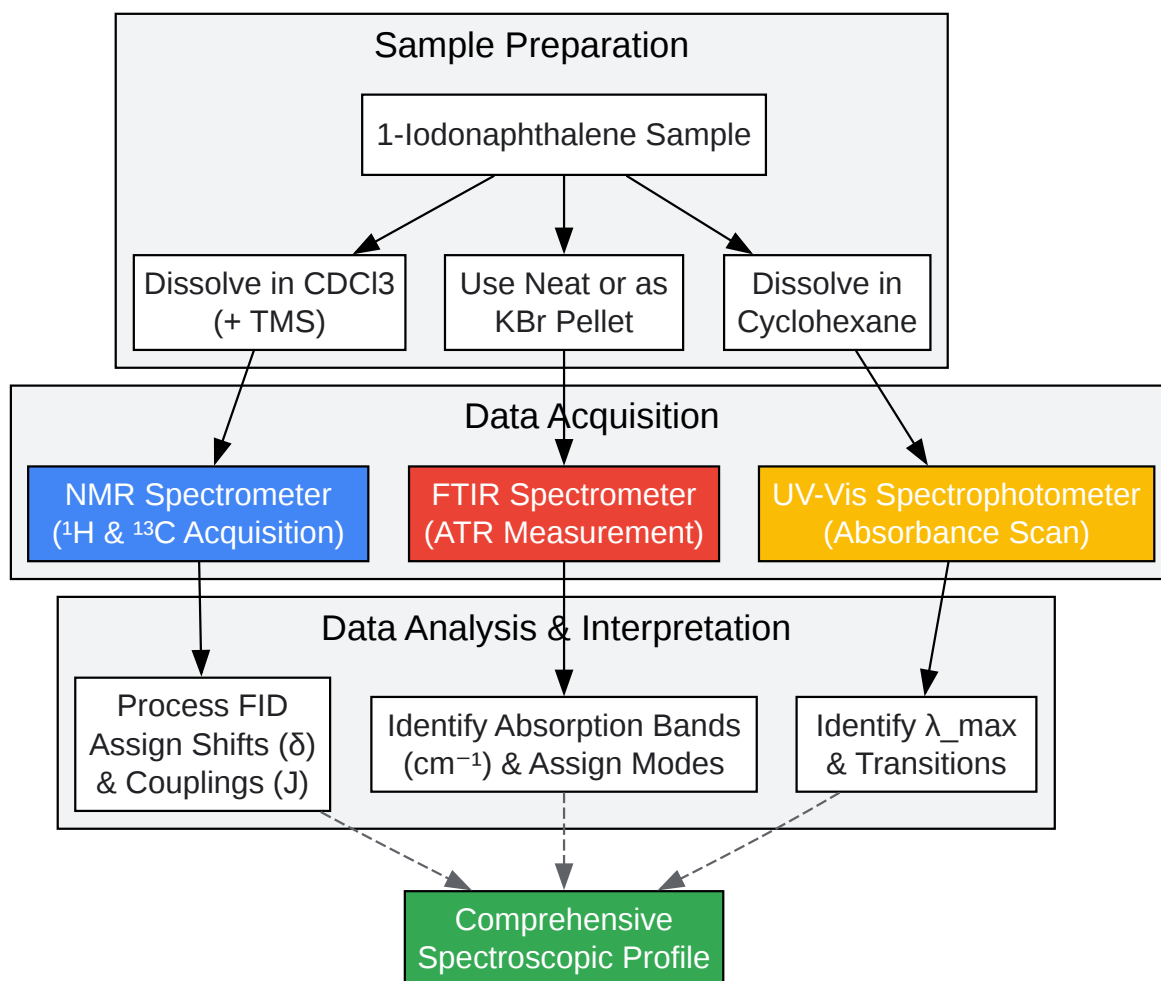 Sample Preparation
1-Iodonaphthalene Sample
Dissolve in CDCl3
(+ TMS)
Use Neat or as
KBr Pellet
Dissolve in
Cyclohexane
Data Acquisition
NMR Spectrometer
(¹H & ¹³C Acquisition)
FTIR Spectrometer
(ATR Measurement)
UV-Vis Spectrophotometer
(Absorbance Scan)
Data Analysis & Interpretation
Process FID
Assign Shifts (δ)
& Couplings (J)
Identify Absorption Bands
(cm⁻¹) & Assign Modes
Identify λ_max
& Transitions
Comprehensive
Spectroscopic Profile